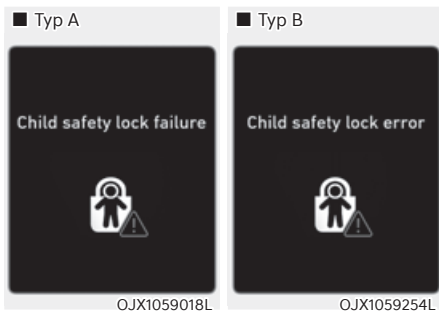 ■ Typ A
Child safety lock failure
OJX1059018L
■ Typ B
Child safety lock error
OJX1059254L